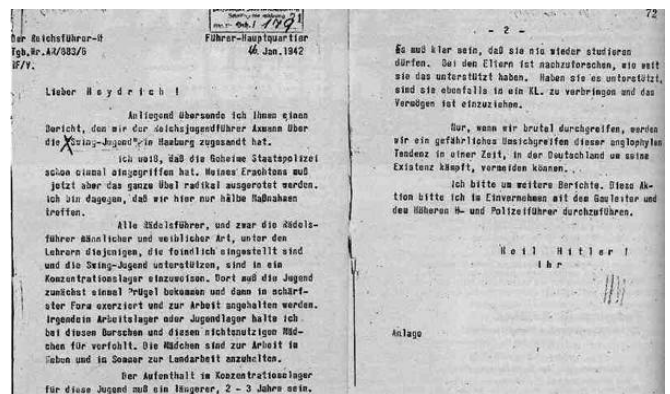 Der Reichsführer-SS
Tgb.Nr.AR/683/6
RF/V.
Führer-Hauptquartier
Jan. 1942
Lieber Heydrich !
Anliegend übersende ich Ihnen einen
Bericht, den mir der Reichsjugendführer Axmann über
die "Swing-Jugend" in Hamburg zugesandt hat.
Ich weiß, daß die Geheime Staatspolizei
schon einmal eingegriffen hat. Meines Erachtens muß
jetzt aber das ganze Übel radikal ausgerottet werden.
Ich bin dagegen, daß wir hier nur halbe Maßnahmen
treffen.
Alle Rädelsführer, und zwar die Rädels-
führer männlicher und weiblicher Art, unter den
Lehrern diejenigen, die feindlich eingestellt sind
und die Swing-Jugend unterstützen, sind in ein
Konzentrationslager einzuweisen. Dort muß die Jugend
zunächst einmal Prügel bekommen und dann in schärf-
ster Form exerziert und zur Arbeit angehalten werden.
Irgendein Arbeitslager oder Jugendlager halte ich
bei diesen Burschen und diesen nichtsnutzigen Mäd-
chen für verfehlt. Die Mädchen sind zur Arbeit im
Weben und im Sommer zur Landarbeit anzuhalten.
Der Aufenthalt im Konzentrationslager
für diese Jugend muß ein längerer, 2 - 3 Jahre sein.
72
- 2 -
Es muß klar sein, daß sie nie wieder studieren
dürfen. Bei den Eltern ist nachzuforschen, wie weit
sie das unterstützt haben. Haben sie es unterstützt,
sind sie ebenfalls in ein KL. zu verbringen und das
Vermögen ist einzuziehen.
Nur, wenn wir brutal durchgreifen, werden
wir ein gefährliches Umsichgreifen dieser anglophylen
Tendenz in einer Zeit, in der Deutschland um seine
Existenz kämpft, vermeiden können.
Ich bitte um weitere Berichte. Diese Ak-
tion bitte ich im Einvernehmen mit dem Gauleiter und
dem Höheren SS- und Polizeiführer durchzuführen.
Heil Hitler !
Ihr
Anlage